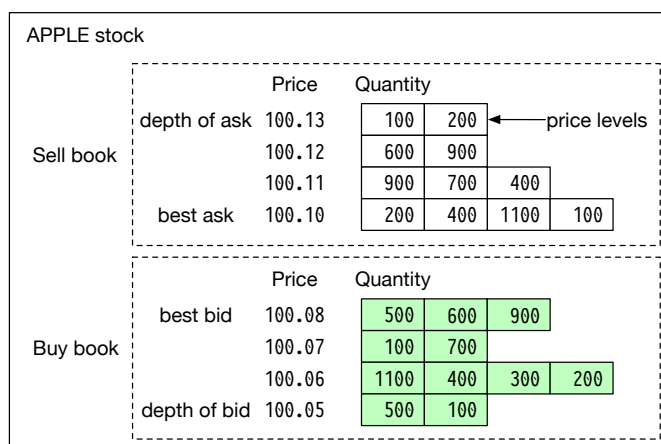 APPLE stock
Price Quantity
depth of ask 100.13 100 200 price levels
100.12 600 900
Sell book
100.11 900 700 400
best ask 100.10 200 400 1100 100
Price Quantity
best bid 100.08 500 600 900
100.07 100 700
Buy book
100.06 1100 400 300 200
depth of bid 100.05 500 100